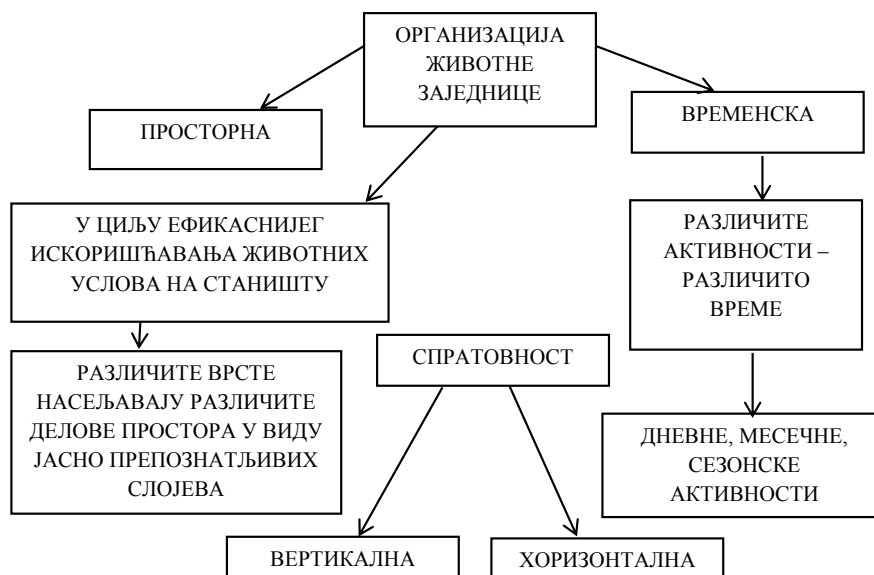 ОРГАНИЗАЦИЈА
ЖИВОТНЕ
ЗАЈЕДНИЦЕ
ПРОСТОРНА
ВРЕМЕНСКА
У ЦИЉУ ЕФИКАСНИЈЕГ
ИСКОРИШЋАВАЊА ЖИВОТНИХ
УСЛОВА НА СТАНИШТУ
РАЗЛИЧИТЕ
АКТИВНОСТИ –
РАЗЛИЧИТО
ВРЕМЕ
СПРАТОВНОСТ
РАЗЛИЧИТЕ ВРСТЕ
НАСЕЉАВАЈУ РАЗЛИЧИТЕ
ДЕЛОВЕ ПРОСТОРА У ВИДУ
ЈАСНО ПРЕПОЗНАТЉИВИХ
СЛОЈЕВА
ДНЕВНЕ, МЕСЕЧНЕ,
СЕЗОНСКЕ
АКТИВНОСТИ
ВЕРТИКАЛНА
ХОРИЗОНТАЛНА